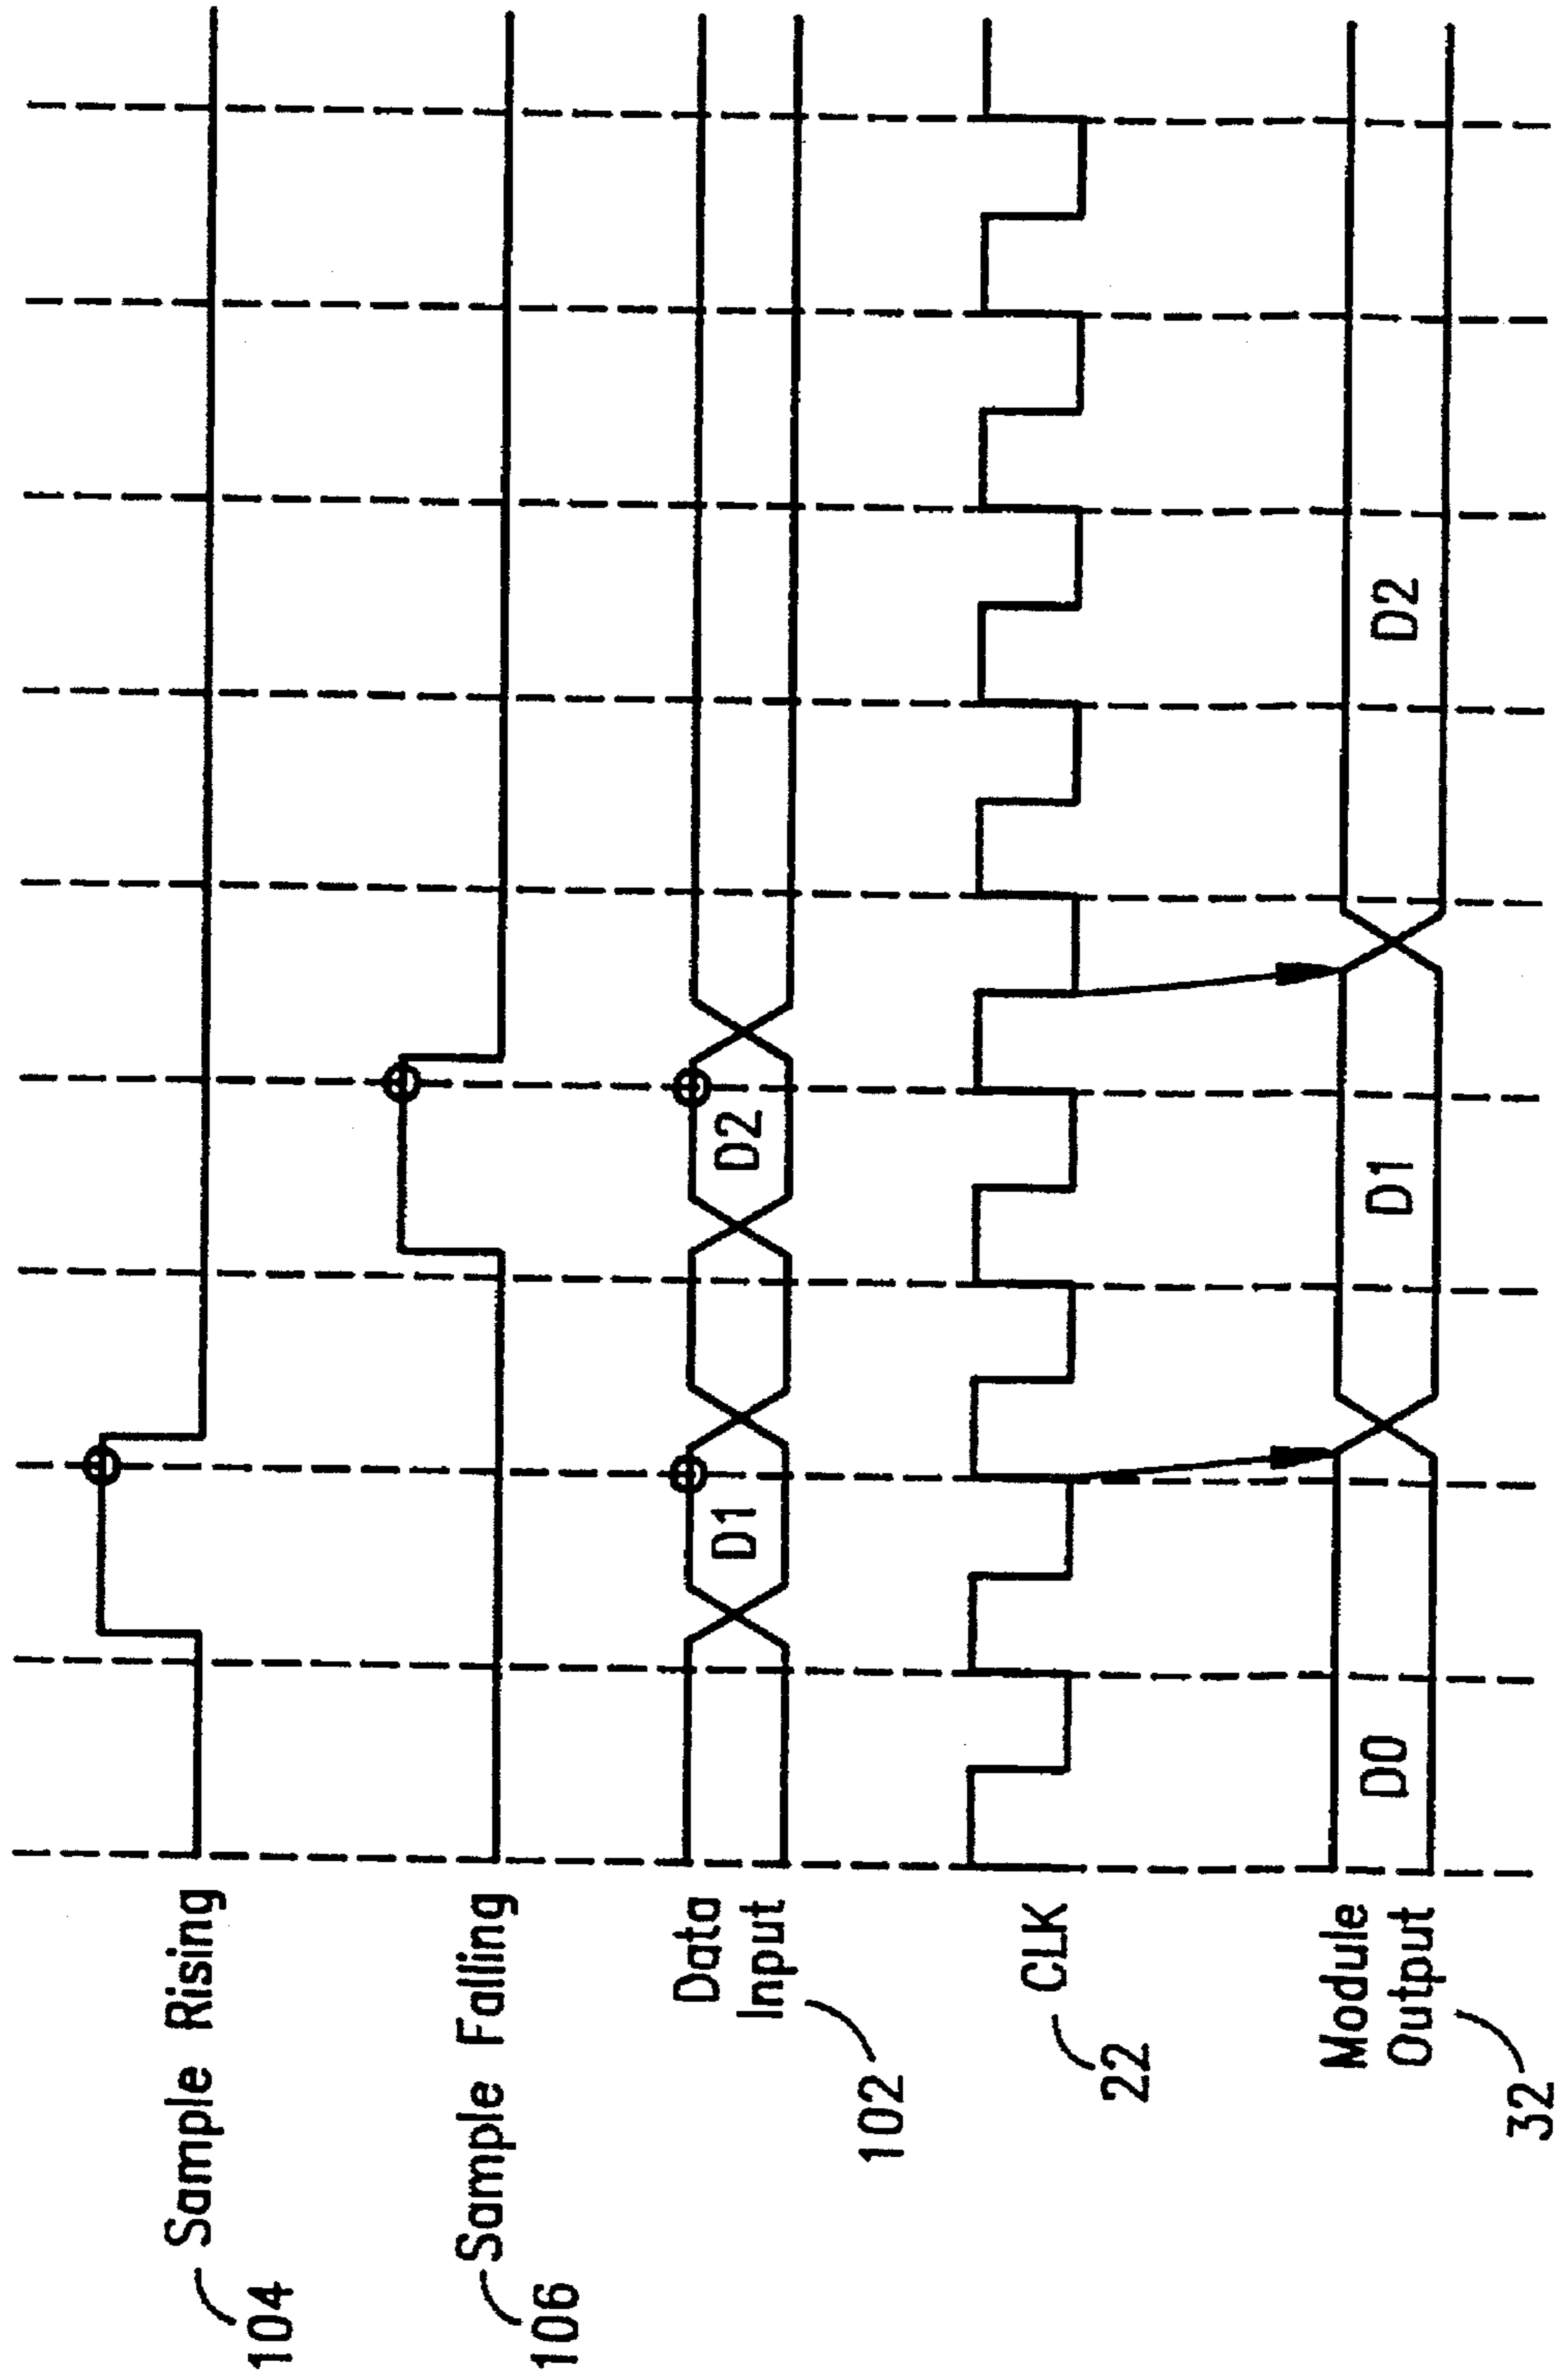 104 Sample Rising
106 Sample Falling
Data
Input
102
D1 D2
CLK
22
Module
Output
32
D0 D1 D2